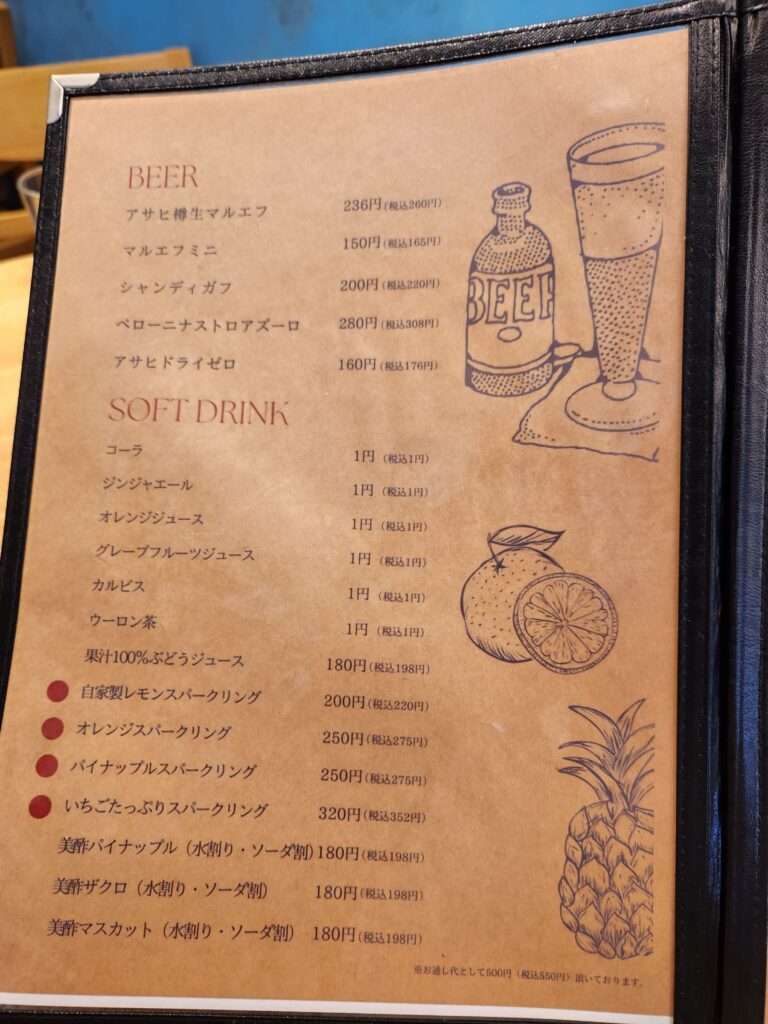 BEER
アサヒ樽生マルエフ 236円(税込260円)
マルエフミニ 150円(税込165円)
シャンディガフ 200円(税込220円)
ペローニナストロアズーロ 280円(税込308円)
アサヒドライゼロ 160円(税込176円)
BEER
SOFT DRINK
コーラ 1円(税込1円)
ジンジャエール 1円(税込1円)
オレンジジュース 1円(税込1円)
グレープフルーツジュース 1円(税込1円)
カルピス 1円(税込1円)
ウーロン茶 1円(税込1円)
果汁100%ぶどうジュース 180円(税込198円)
自家製レモンスパークリング 200円(税込220円)
オレンジスパークリング 250円(税込275円)
パイナップルスパークリング 250円(税込275円)
いちごたっぷりスパークリング 320円(税込352円)
美酢パイナップル（水割り・ソーダ割）180円(税込198円)
美酢ザクロ（水割り・ソーダ割） 180円(税込198円)
美酢マスカット（水割り・ソーダ割） 180円(税込198円)
※お通し代として500円（税込550円）頂いております。